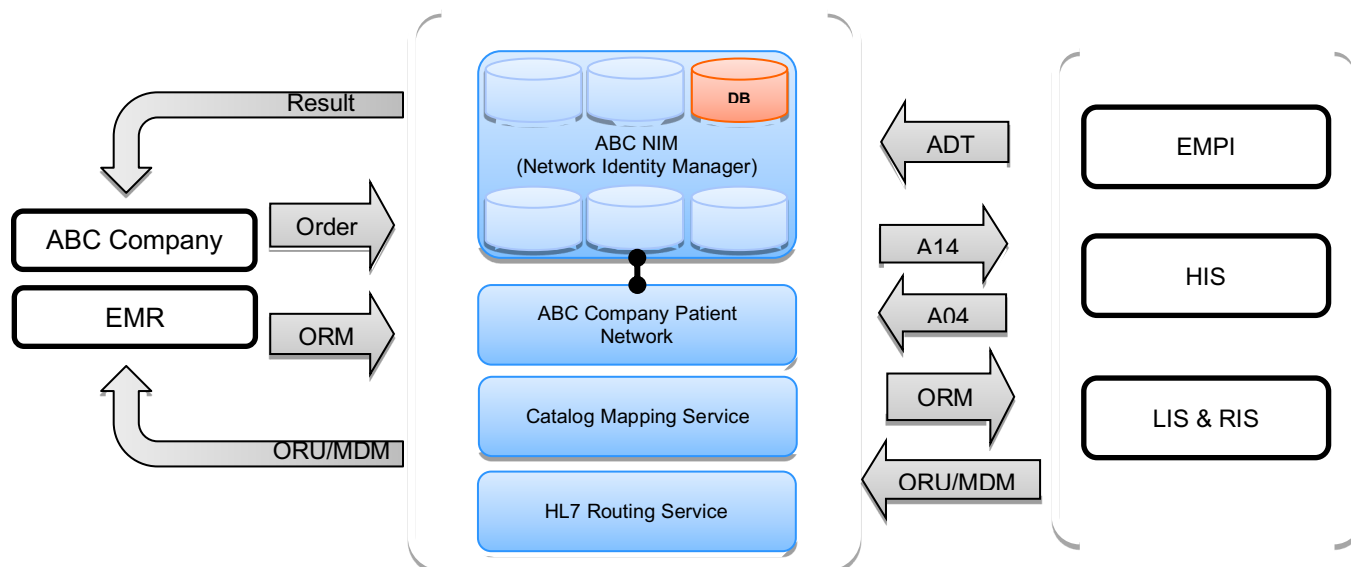 Result
ABC Company
Order
EMR
ORM
ORU/MDM
DB
ABC NIM
(Network Identity Manager)
ABC Company Patient
Network
Catalog Mapping Service
HL7 Routing Service
ADT
A14
A04
ORM
ORU/MDM
EMPI
HIS
LIS & RIS